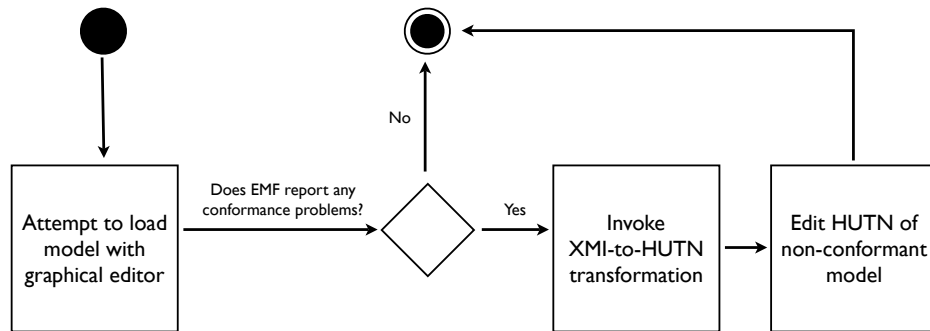 No
Does EMF report any
conformance problems?
Attempt to load
model with
graphical editor
Yes
Invoke
XMI-to-HUTN
transformation
Edit HUTN of
non-conformant
model